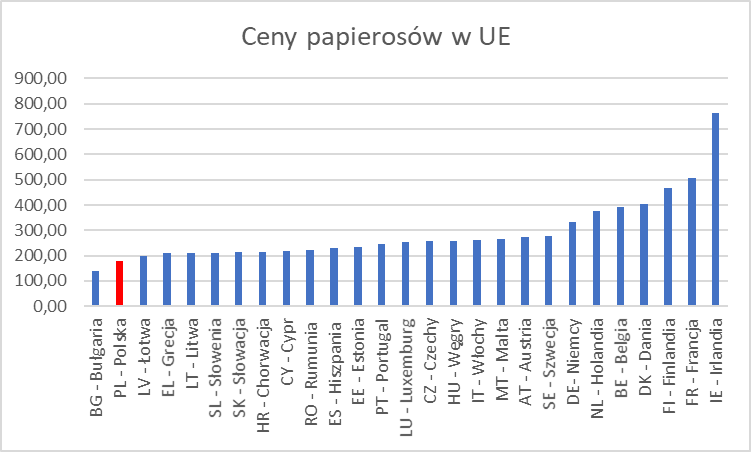 Ceny papierosów w UE
900,00
800,00
700,00
600,00
500,00
400,00
300,00
200,00
100,00
0,00
BG - Bułgaria
PL - Polska
LV - Łotwa
EL - Grecja
LT - Litwa
SL - Słowenia
SK - Słowacja
HR - Chorwacja
CY - Cypr
RO - Rumunia
ES - Hiszpania
EE - Estonia
PT - Portugal
LU - Luxemburg
CZ - Czechy
HU - Węgry
IT - Włochy
MT - Malta
AT - Austria
SE - Szwecja
DE- Niemcy
NL - Holandia
BE - Belgia
DK - Dania
FI - Finlandia
FR - Francja
IE - Irlandia